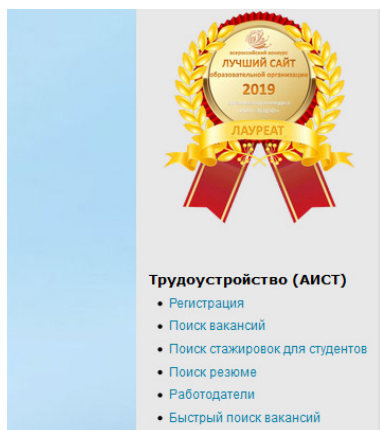 всероссийский конкурс
ЛУЧШИЙ САЙТ
образовательной организации
2019
ЛАУРЕАТ
Трудоустройство (АИСТ)
Регистрация
Поиск вакансий
Поиск стажировок для студентов
Поиск резюме
Работодатели
Быстрый поиск вакансий